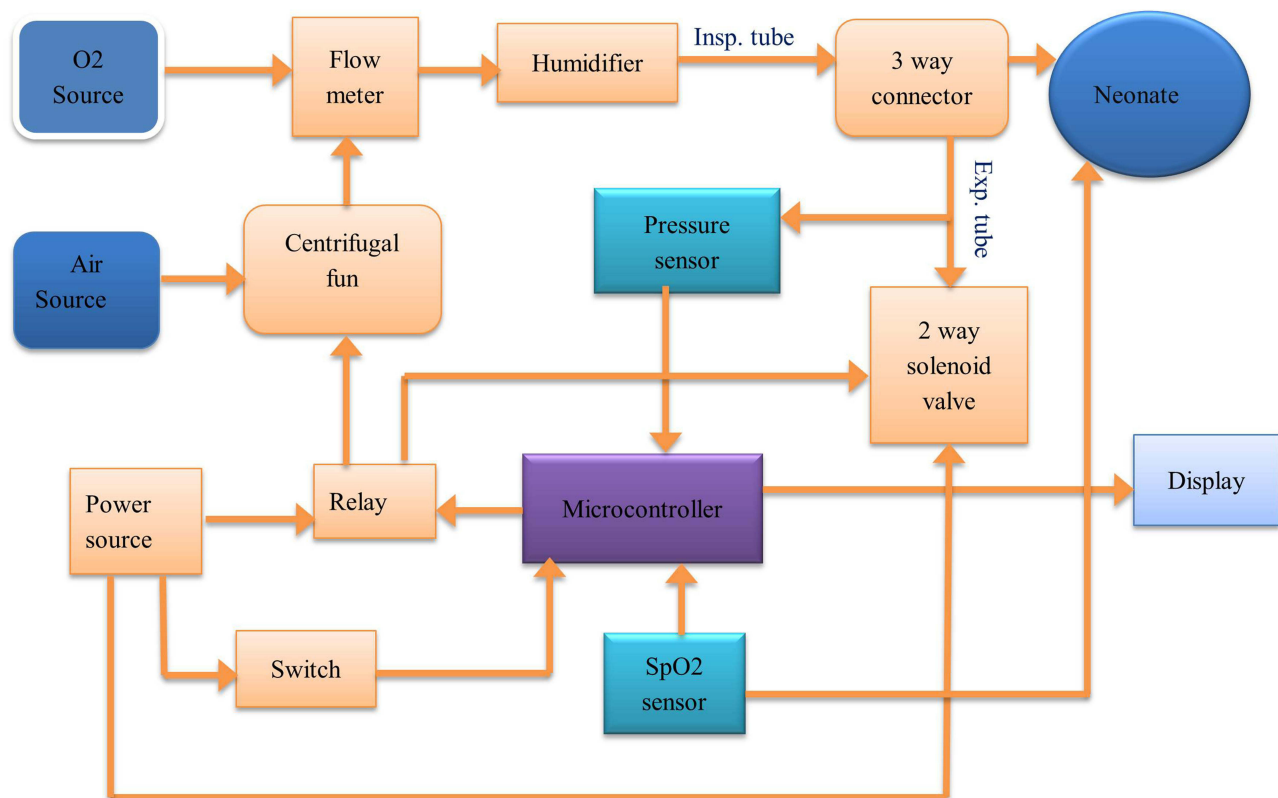 O2
Source
Flow
meter
Humidifier
Insp. tube
3 way
connector
Neonate
Exp. tube
Pressure
sensor
Centrifugal
fun
Air
Source
2 way
solenoid
valve
Power
source
Relay
Microcontroller
Display
Switch
SpO2
sensor